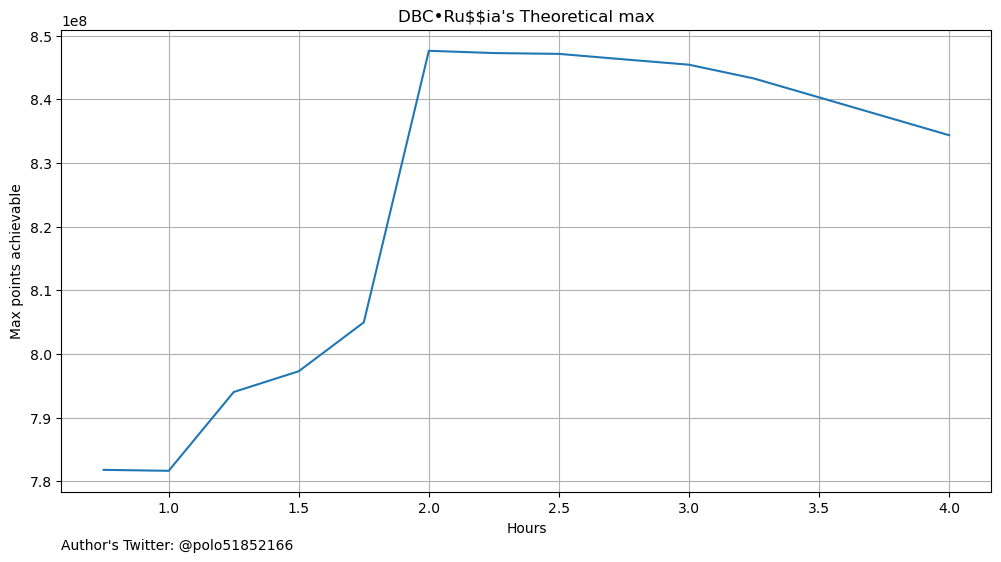 DBC•Ru$$ia's Theoretical max
1e8
8.5
8.4
8.3
8.2
8.1
8.0
7.9
7.8
Max points achievable
1.0 1.5 2.0 2.5 3.0 3.5 4.0
Hours
Author's Twitter: @polo51852166